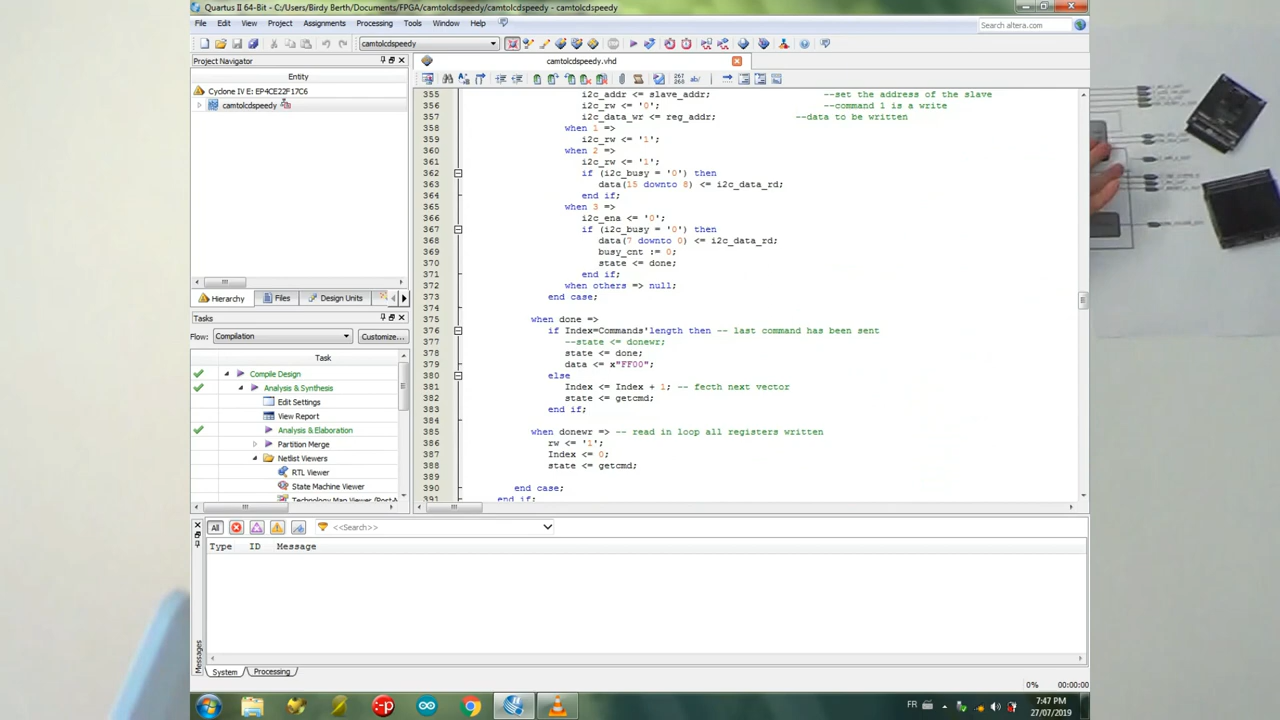 Quartus II 64-Bit - C:/Users/Birdy Berth/Documents/FPGA/camtolcdspeedy/camtolcdspeedy - camtolcdspeedy
File Edit View Project Assignments Processing Tools Window Help
Search altera.com
camtolcdspeedy
Project Navigator
camtolcdspeedy.vhd
Entity
Cyclone IV E: EP4CE22F17C6
camtolcdspeedy
Hierarchy Files Design Units
Tasks
Flow: Compilation Customize...
Task
Compile Design
Analysis & Synthesis
Edit Settings
View Report
Analysis & Elaboration
Partition Merge
Netlist Viewers
RTL Viewer
State Machine Viewer
Technology Map Viewer (Post-M
355 i2c_addr <= slave_addr; --set the address of the slave
356 i2c_rw <= '0'; --command 1 is a write
357 i2c_data_wr <= reg_addr; --data to be written
358 when 1 =>
359 i2c_rw <= '1';
360 when 2 =>
361 i2c_rw <= '1';
362 if (i2c_busy = '0') then
363 data(15 downto 8) <= i2c_data_rd;
364 end if;
365 when 3 =>
366 i2c_ena <= '0';
367 if (i2c_busy = '0') then
368 data(7 downto 0) <= i2c_data_rd;
369 busy_cnt := 0;
370 state <= done;
371 end if;
372 when others => null;
373 end case;
374
375 when done =>
376 if Index=Commands'length then -- last command has been sent
377 --state <= donewr;
378 state <= done;
379 data <= x"FF00";
380 else
381 Index <= Index + 1; -- fecth next vector
382 state <= getcmd;
383 end if;
384
385 when donewr => -- read in loop all registers written
386 rw <= '1';
387 Index <= 0;
388 state <= getcmd;
389
390 end case;
391 end if;
All <<Search>>
Type ID Message
Messages
System Processing
0% 00:00:00
FR 7:47 PM
27/07/2019